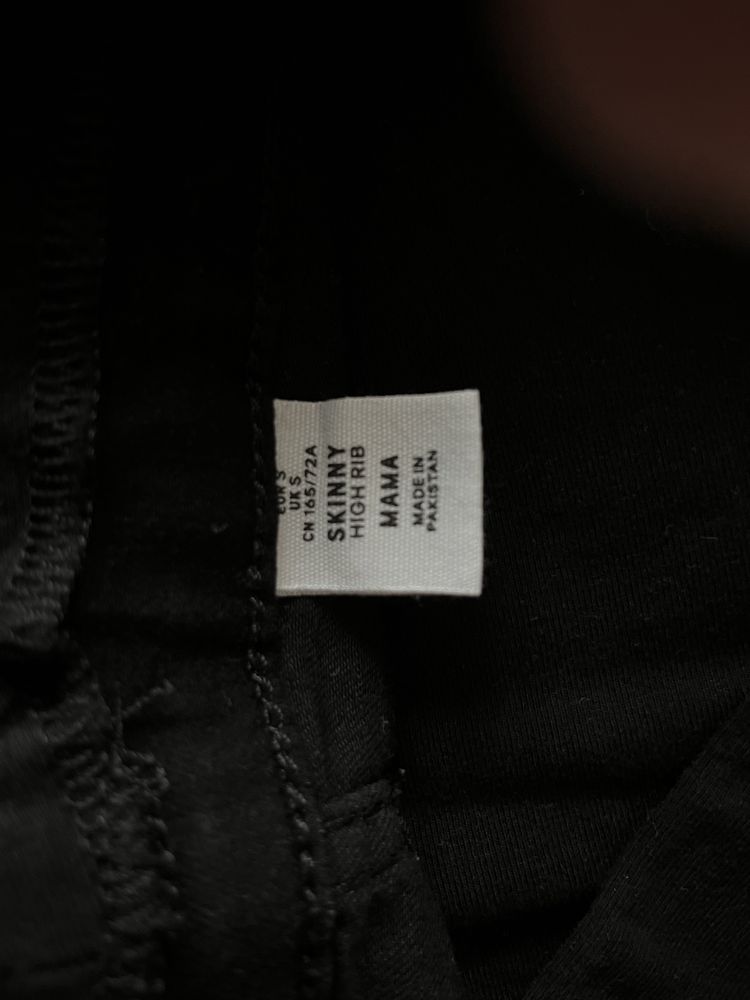 EUR S
UK S
CN 165/72A
SKINNY
HIGH RIB
MAMA
MADE IN
PAKISTAN